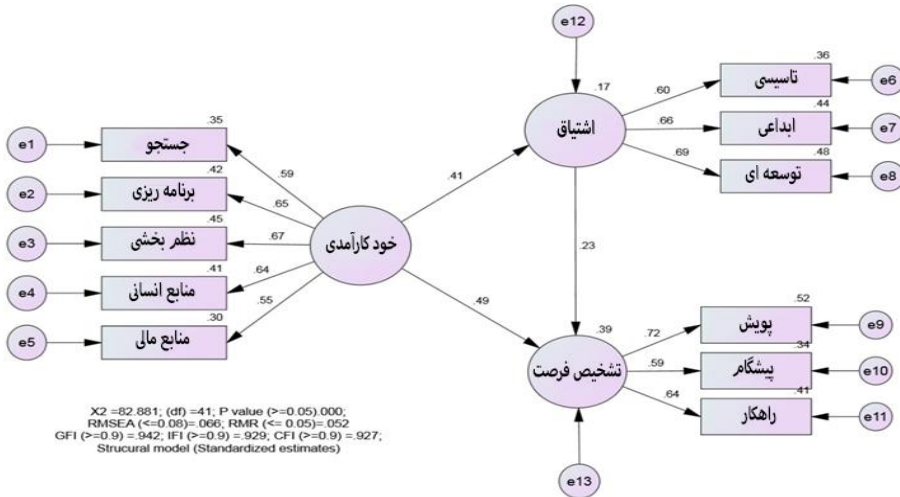 e12
.36
.17
تاسیسی
e6
.60
.44
.35
اشتیاق
.66
ابداعی
e7
e1
جستجو
.69
.48
.59
توسعه ای
e8
.42
e2
برنامه ریزی
.41
.65
.45
e3
نظم بخشی
.67
خود کارآمدی
.23
.41
.64
e4
منابع انسانی
.49
.55
.52
.30
پویش
e9
e5
منابع مالی
.39
.72
.34
تشخیص فرصت
.59
پیشگام
e10
.64
.41
راهکار
e11
X2 =82.881; (df) =41; P value (>=0.05).000;
RMSEA (<=0.08)=.066; RMR (<= 0.05)=.052
GFI (>=0.9) =.942; IFI (>=0.9) =.929; CFI (>=0.9) =.927;
Strucural model (Standardized estimates)
e13